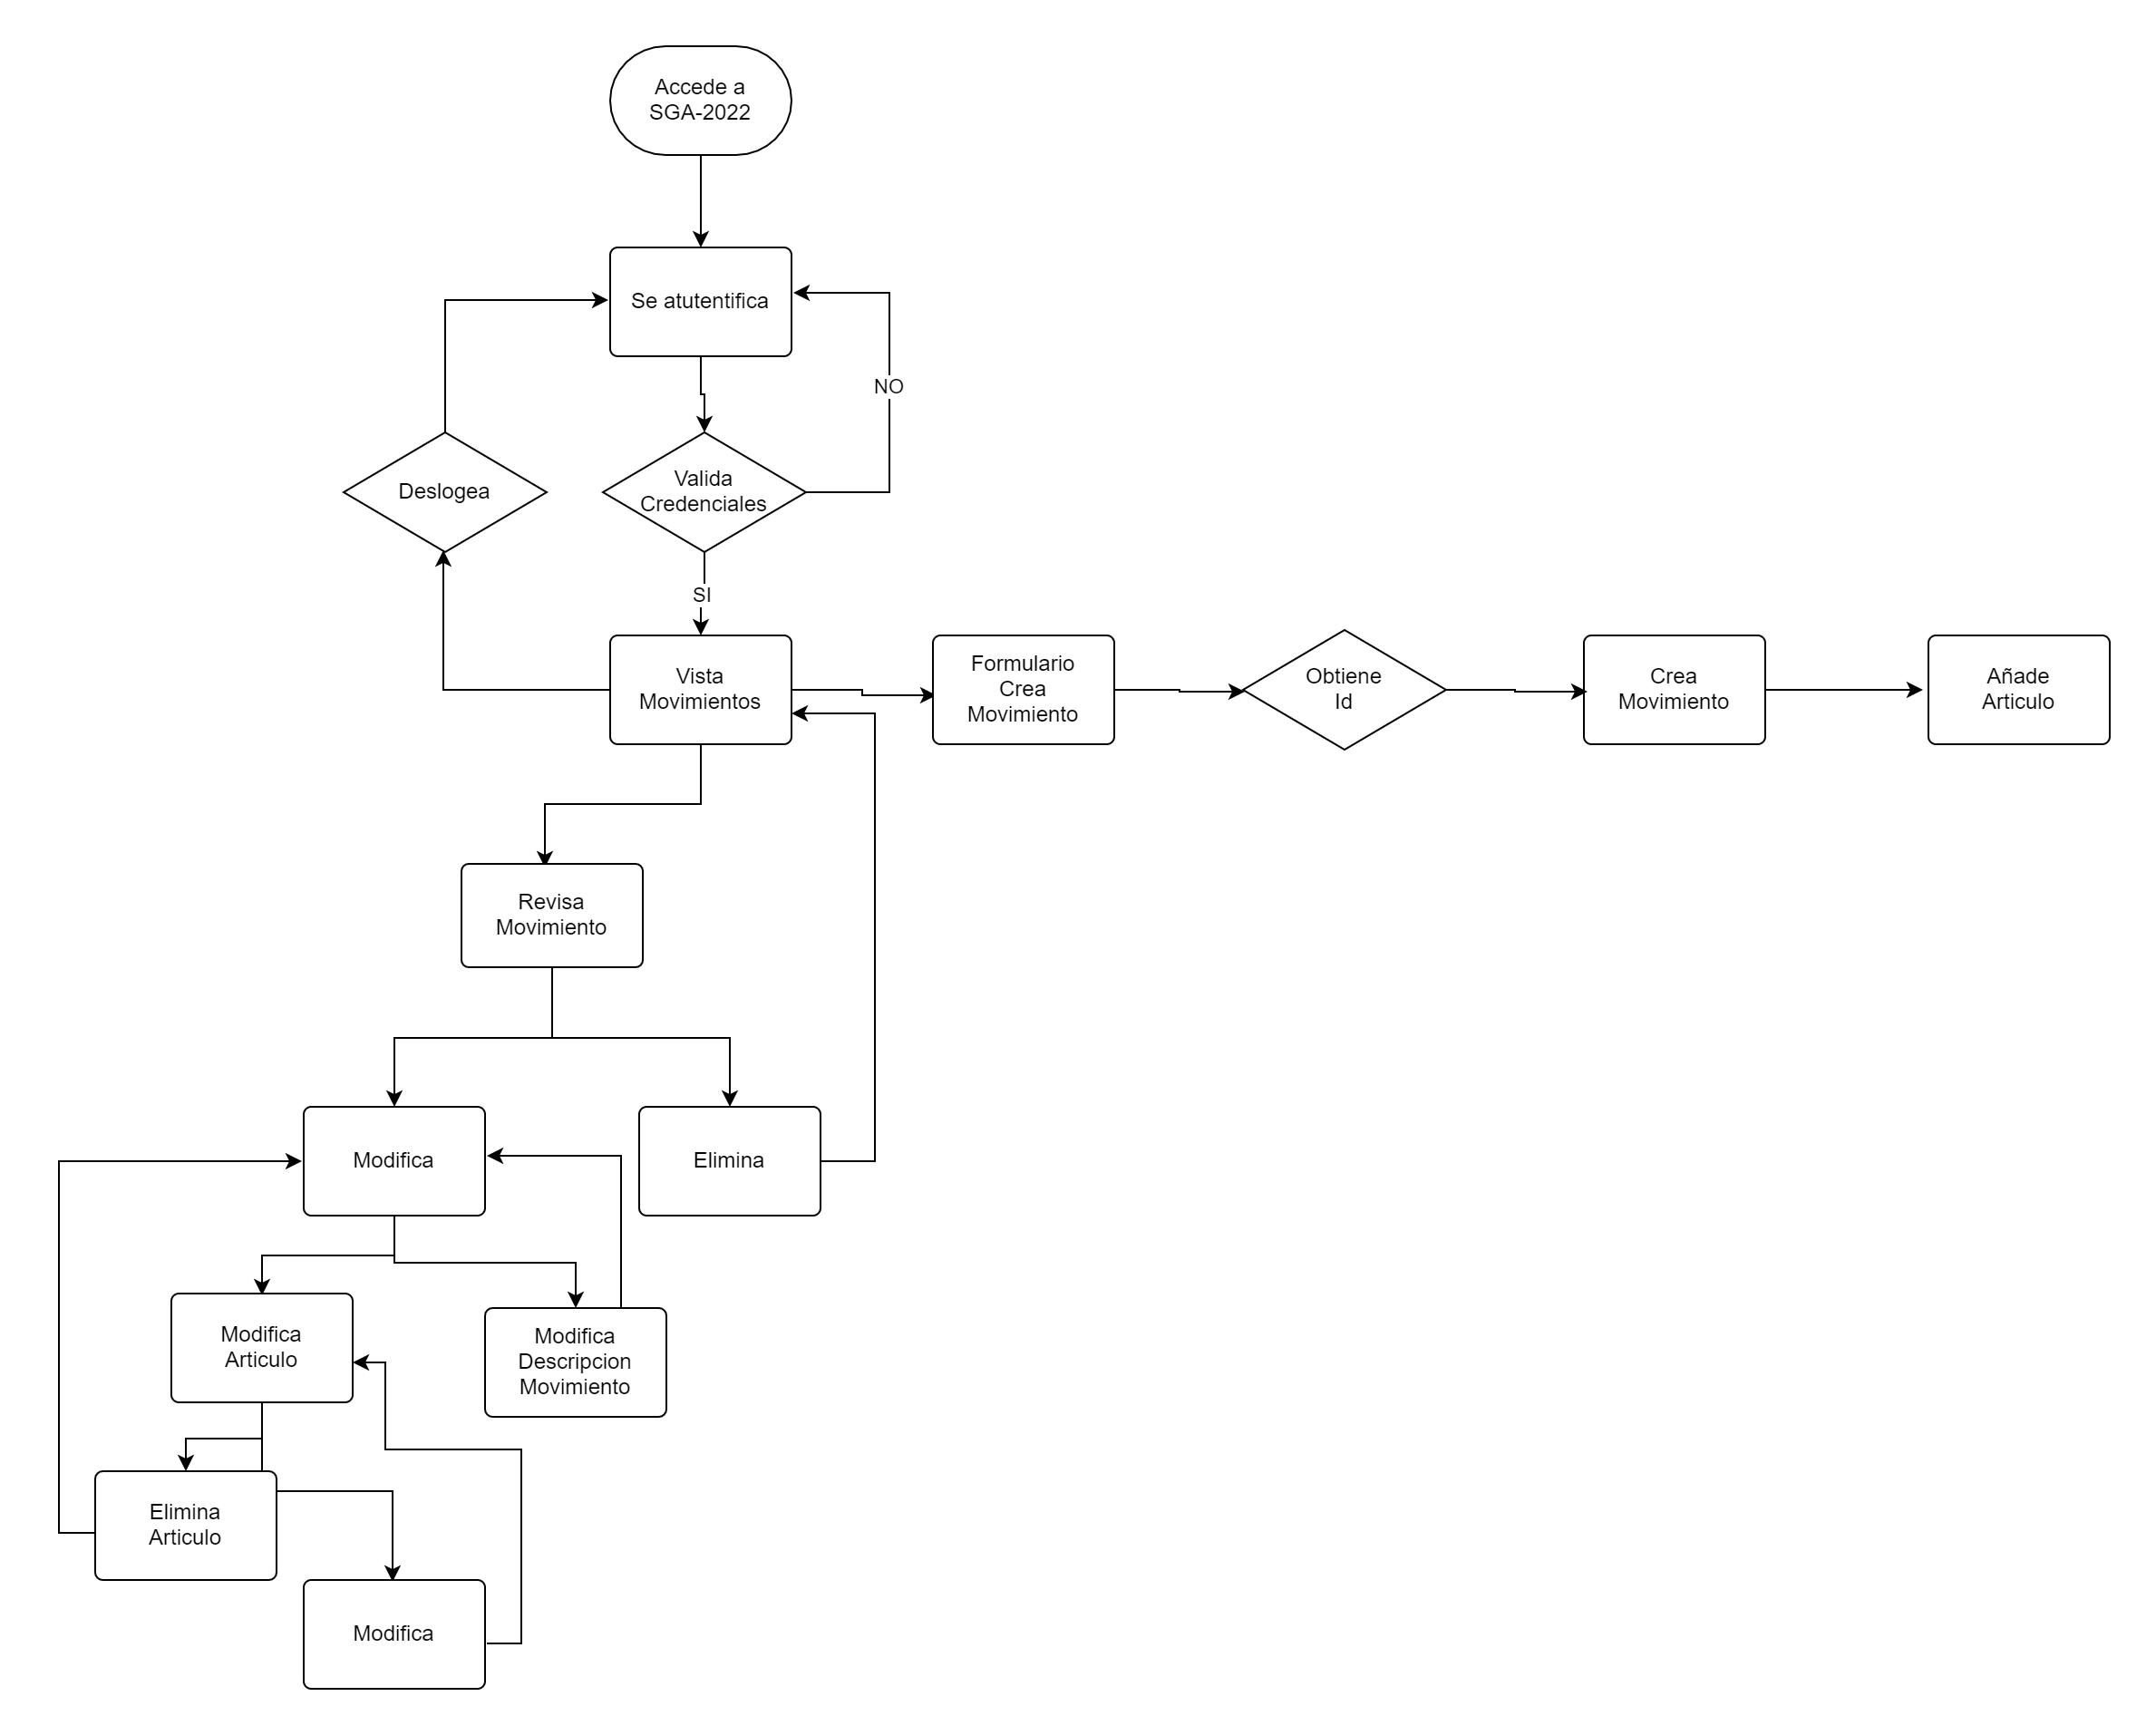 Accede a
SGA-2022
Se atutentifica
NO
Deslogea
Valida
Credenciales
SI
Vista
Movimientos
Formulario
Crea
Movimiento
Obtiene
Id
Crea
Movimiento
Añade
Articulo
Revisa
Movimiento
Modifica
Elimina
Modifica
Articulo
Modifica
Descripcion
Movimiento
Elimina
Articulo
Modifica